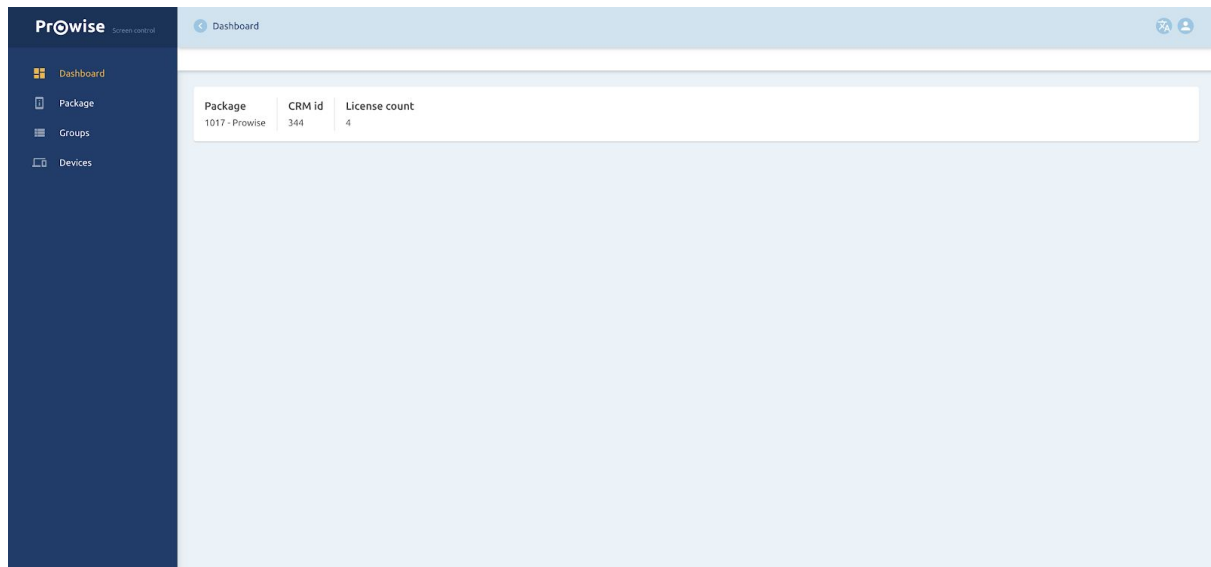 Prowise Screen control
Dashboard
Dashboard
Package
Groups
Devices
Package CRM id License count
1017 - Prowise 344 4